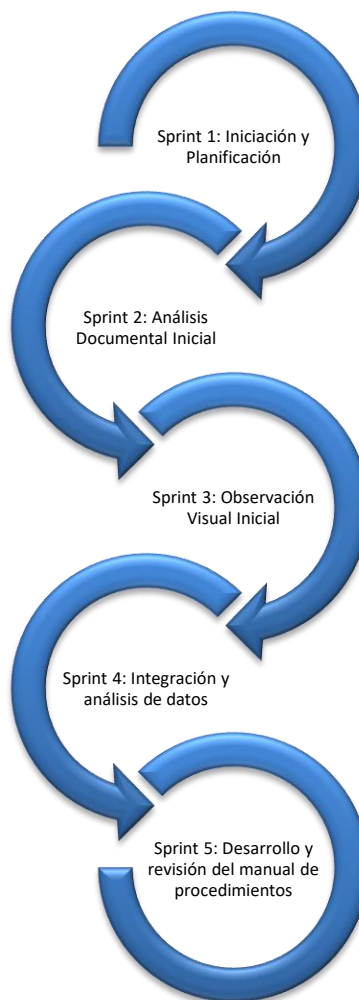 Sprint 1: Iniciación y
Planificación
Sprint 2: Análisis
Documental Inicial
Sprint 3: Observación
Visual Inicial
Sprint 4: Integración y
análisis de datos
Sprint 5: Desarrollo y
revisión del manual de
procedimientos